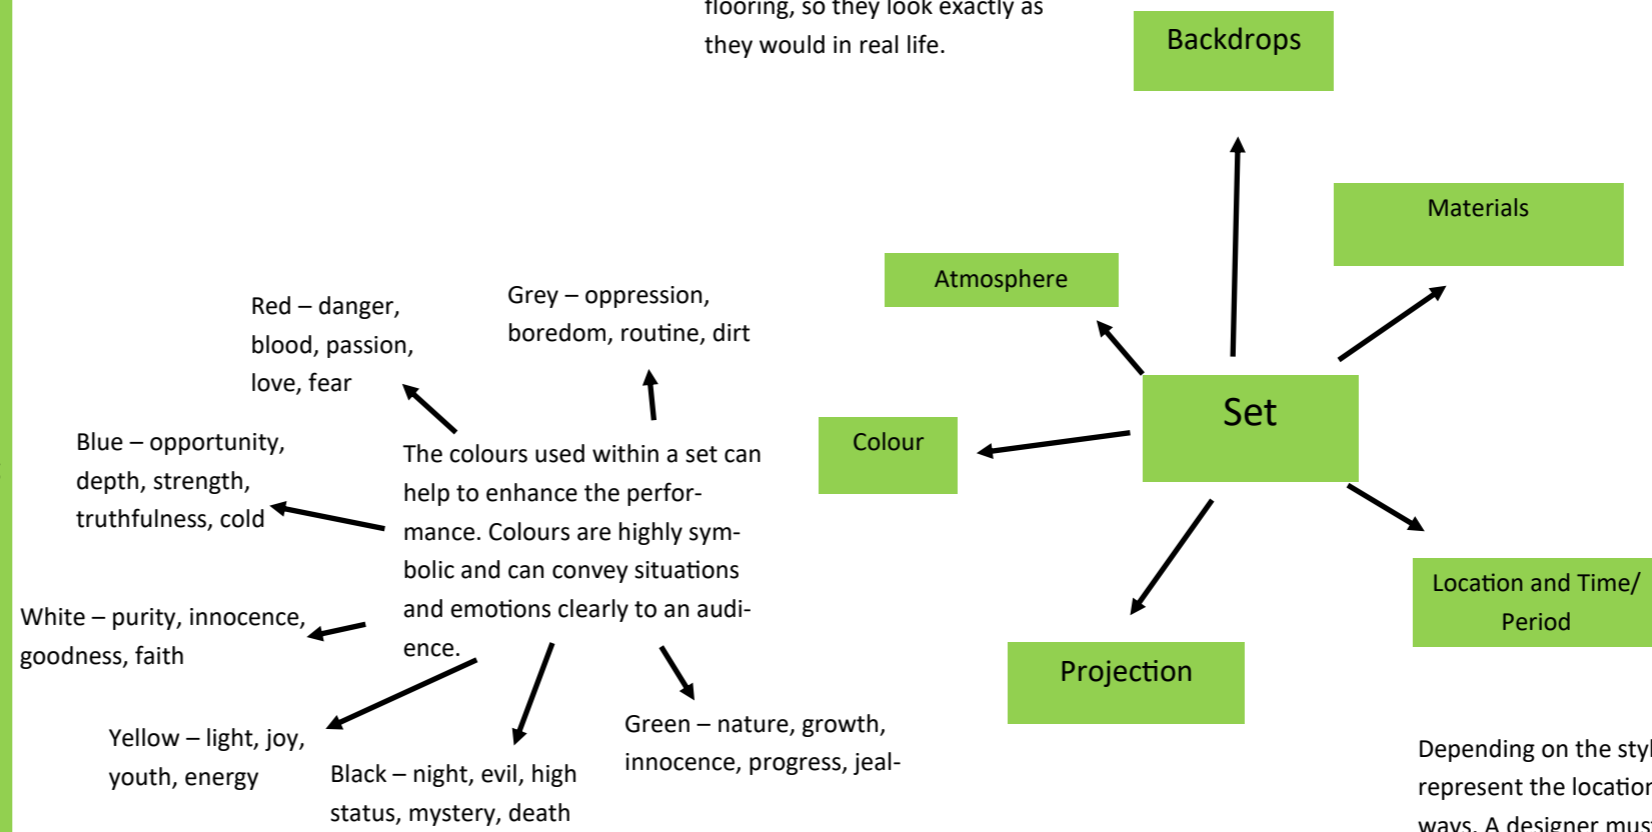 flooring, so they look exactly as
they would in real life.
Backdrops
Materials
Atmosphere
Set
Colour
Location and Time/
Period
Projection
Red – danger,
blood, passion,
love, fear
Grey – oppression,
boredom, routine, dirt
Blue – opportunity,
depth, strength,
truthfulness, cold
The colours used within a set can
help to enhance the perfor-
mance. Colours are highly sym-
bolic and can convey situations
and emotions clearly to an audi-
ence.
White – purity, innocence,
goodness, faith
Yellow – light, joy,
youth, energy
Black – night, evil, high
status, mystery, death
Green – nature, growth,
innocence, progress, jeal-
Depending on the styl
represent the location
ways. A designer must